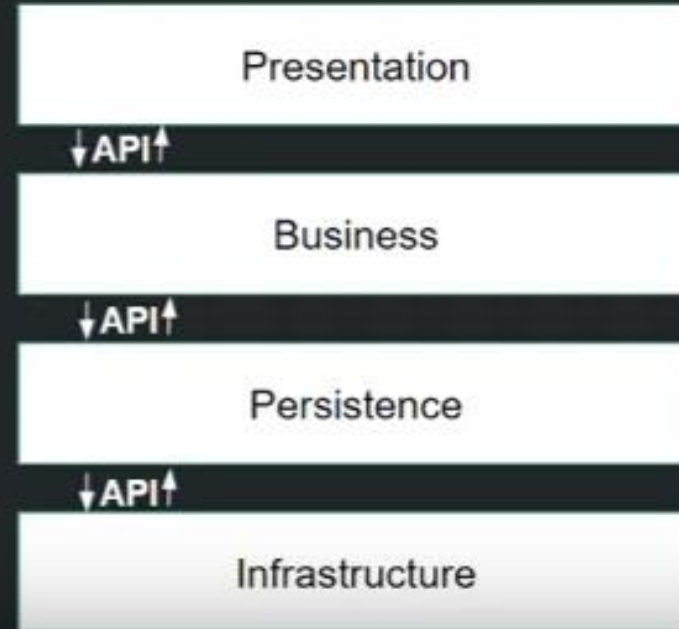 Presentation
↓API↑
Business
↓API↑
Persistence
↓API↑
Infrastructure